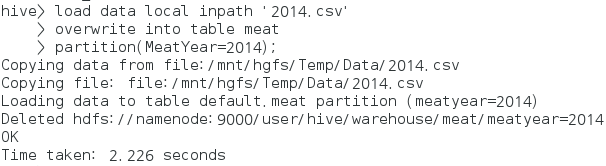 hive> load data local inpath '2014.csv'
    > overwrite into table meat
    > partition(MeatYear=2014);
Copying data from file:/mnt/hgfs/Temp/Data/2014.csv
Copying file: file:/mnt/hgfs/Temp/Data/2014.csv
Loading data to table default.meat partition (meatyear=2014)
Deleted hdfs://namenode:9000/user/hive/warehouse/meat/meatyear=2014
OK
Time taken: 2.226 seconds